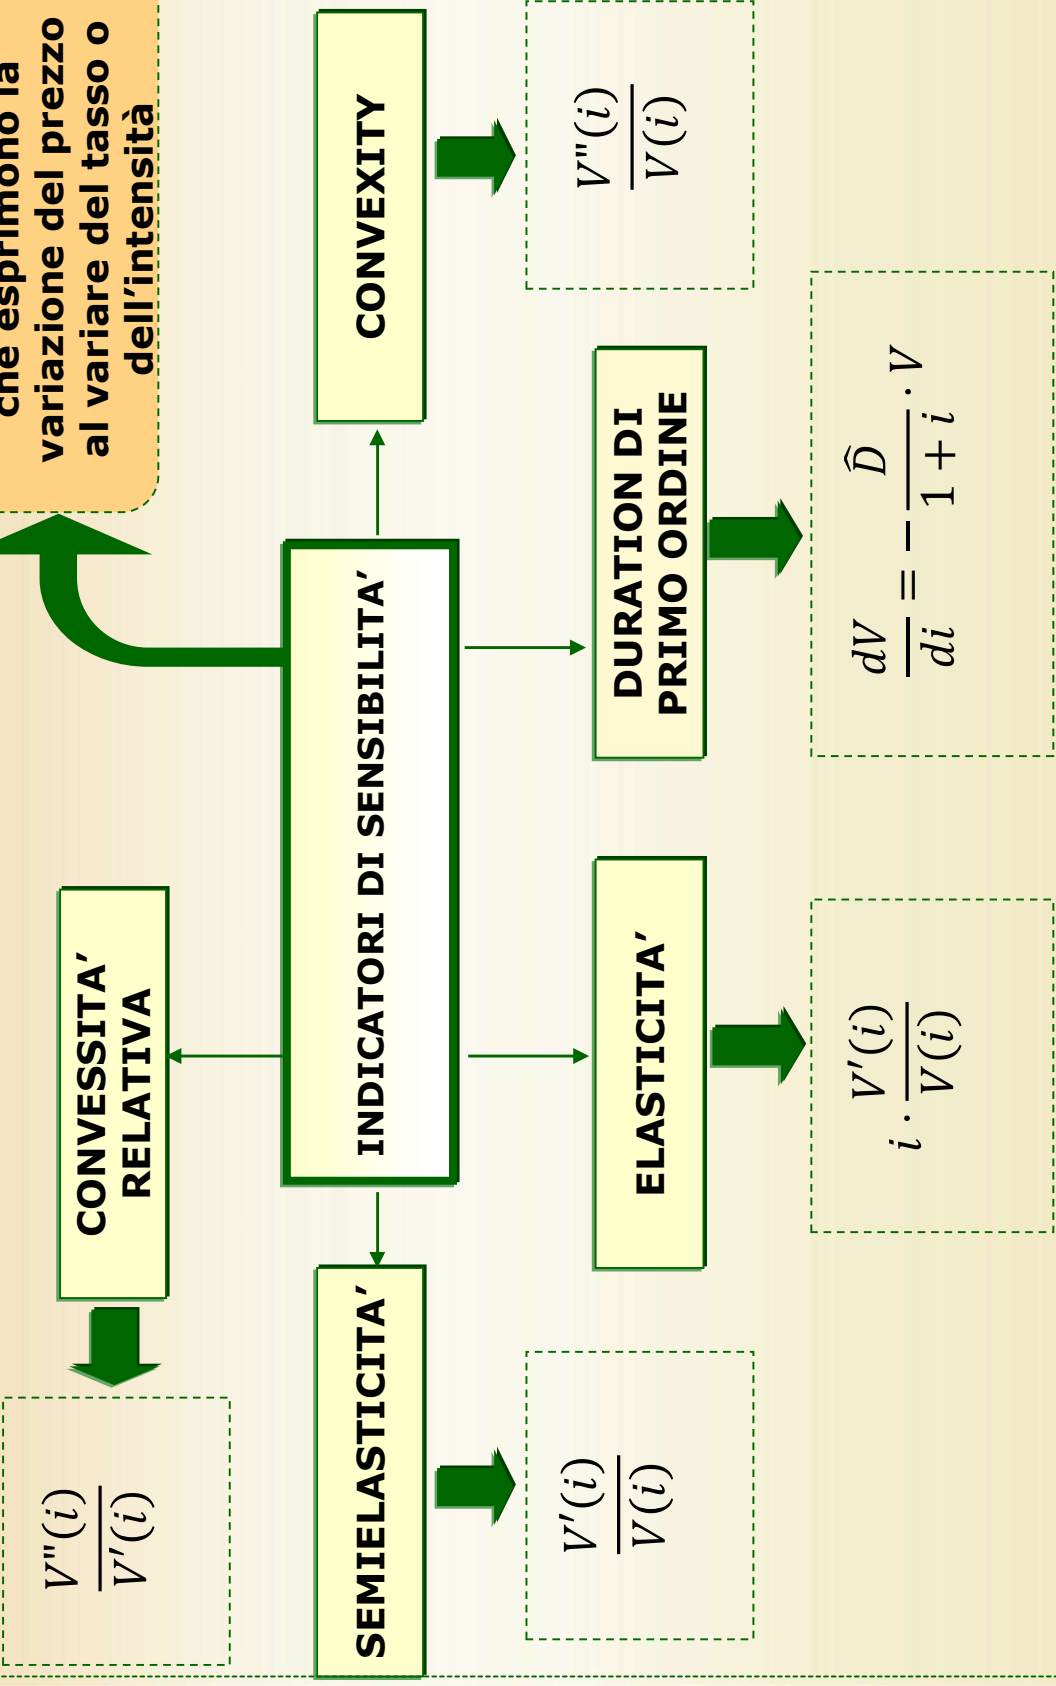 che esprimono la
variazione del prezzo
al variare del tasso o
dell’intensità
CONVESSITA’
RELATIVA
V"(i)
V′(i)
INDICATORI DI SENSIBILITA’
SEMIELASTICITA’
CONVEXITY
V′(i)
V(i)
V"(i)
V(i)
ELASTICITA’
DURATION DI
PRIMO ORDINE
i · V′(i)
V(i)
dV/di = − D̂/(1 + i) · V